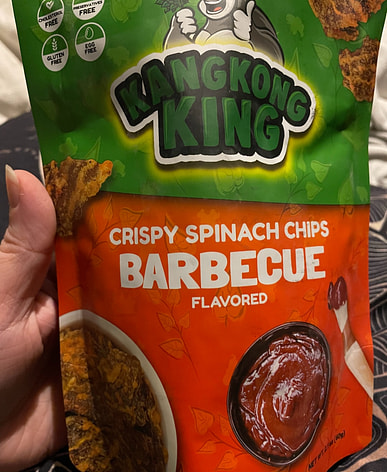 CHOLESTEROL
FREE
PRESERVATIVES
FREE
GLUTEN
FREE
EGG
FREE
KANGKONG
KING
CRISPY SPINACH CHIPS
BARBECUE
FLAVORED